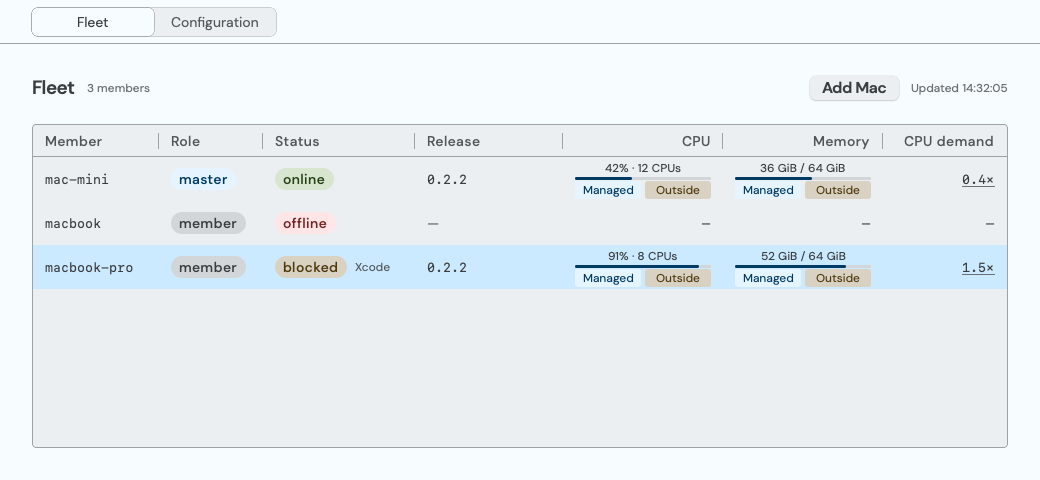 Fleet Configuration
Fleet 3 members Add Mac Updated 14:32:05
Member Role Status Release CPU Memory CPU demand
42% · 12 CPUs 36 GiB / 64 GiB
mac-mini master online 0.2.2 0.4×
Managed Outside Managed Outside
macbook member offline — — — —
91% · 8 CPUs 52 GiB / 64 GiB
macbook-pro member blocked Xcode 0.2.2 1.5×
Managed Outside Managed Outside